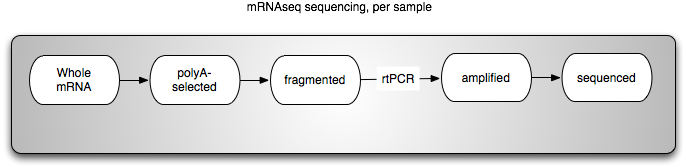 mRNAseq sequencing, per sample
Whole
mRNA
polyA-
selected
fragmented
rtPCR
amplified
sequenced